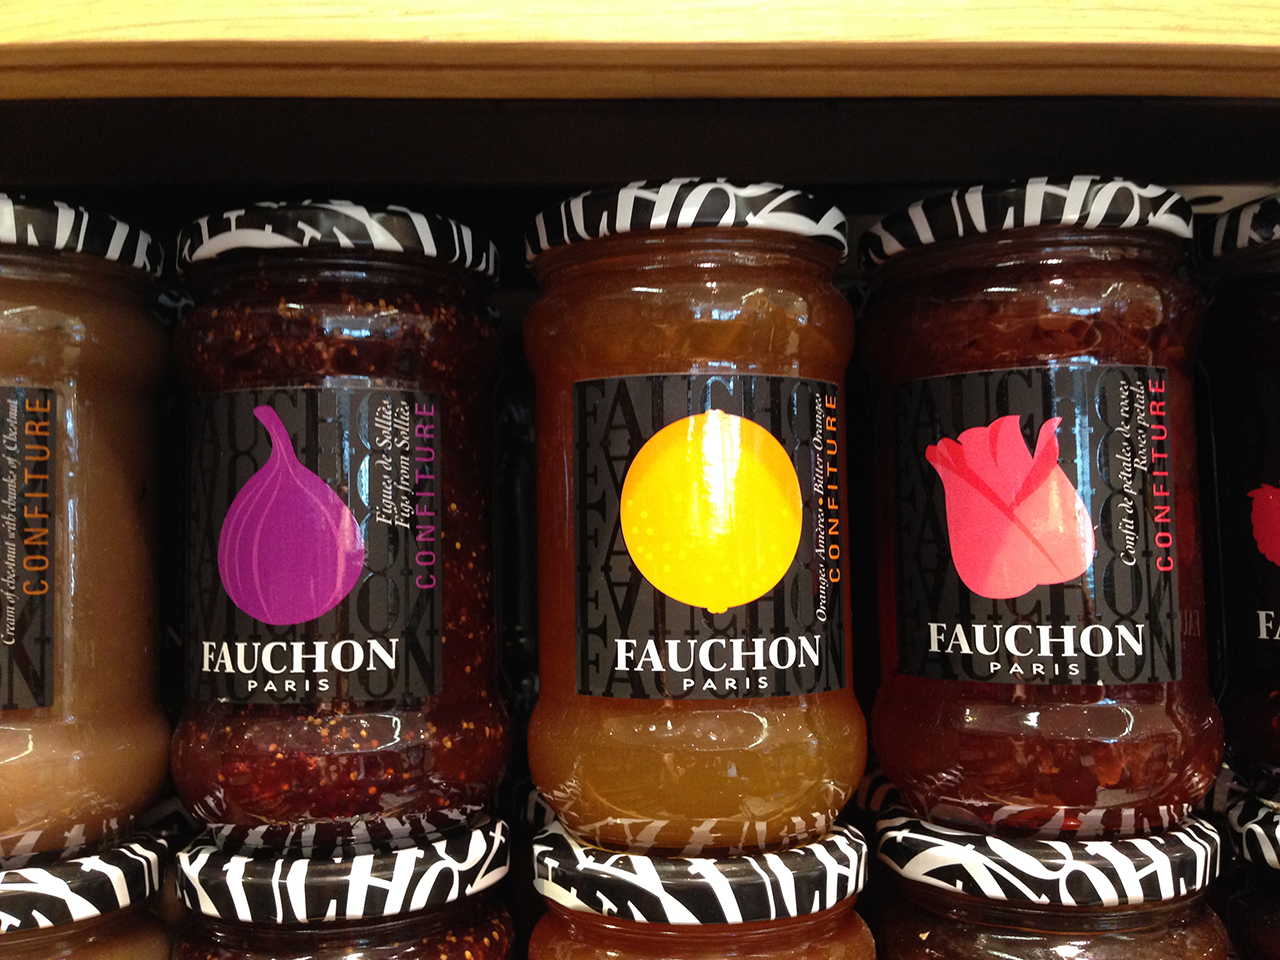 Cream of chestnut with chunks of Chestnut
CONFITURE
Figues de Solliès
Figs from Solliès
CONFITURE
FAUCHON
PARIS
Oranges Amères • Bitter Oranges
CONFITURE
FAUCHON
PARIS
Confit de pétales de roses
Roses petals
CONFITURE
FAUCHON
PARIS